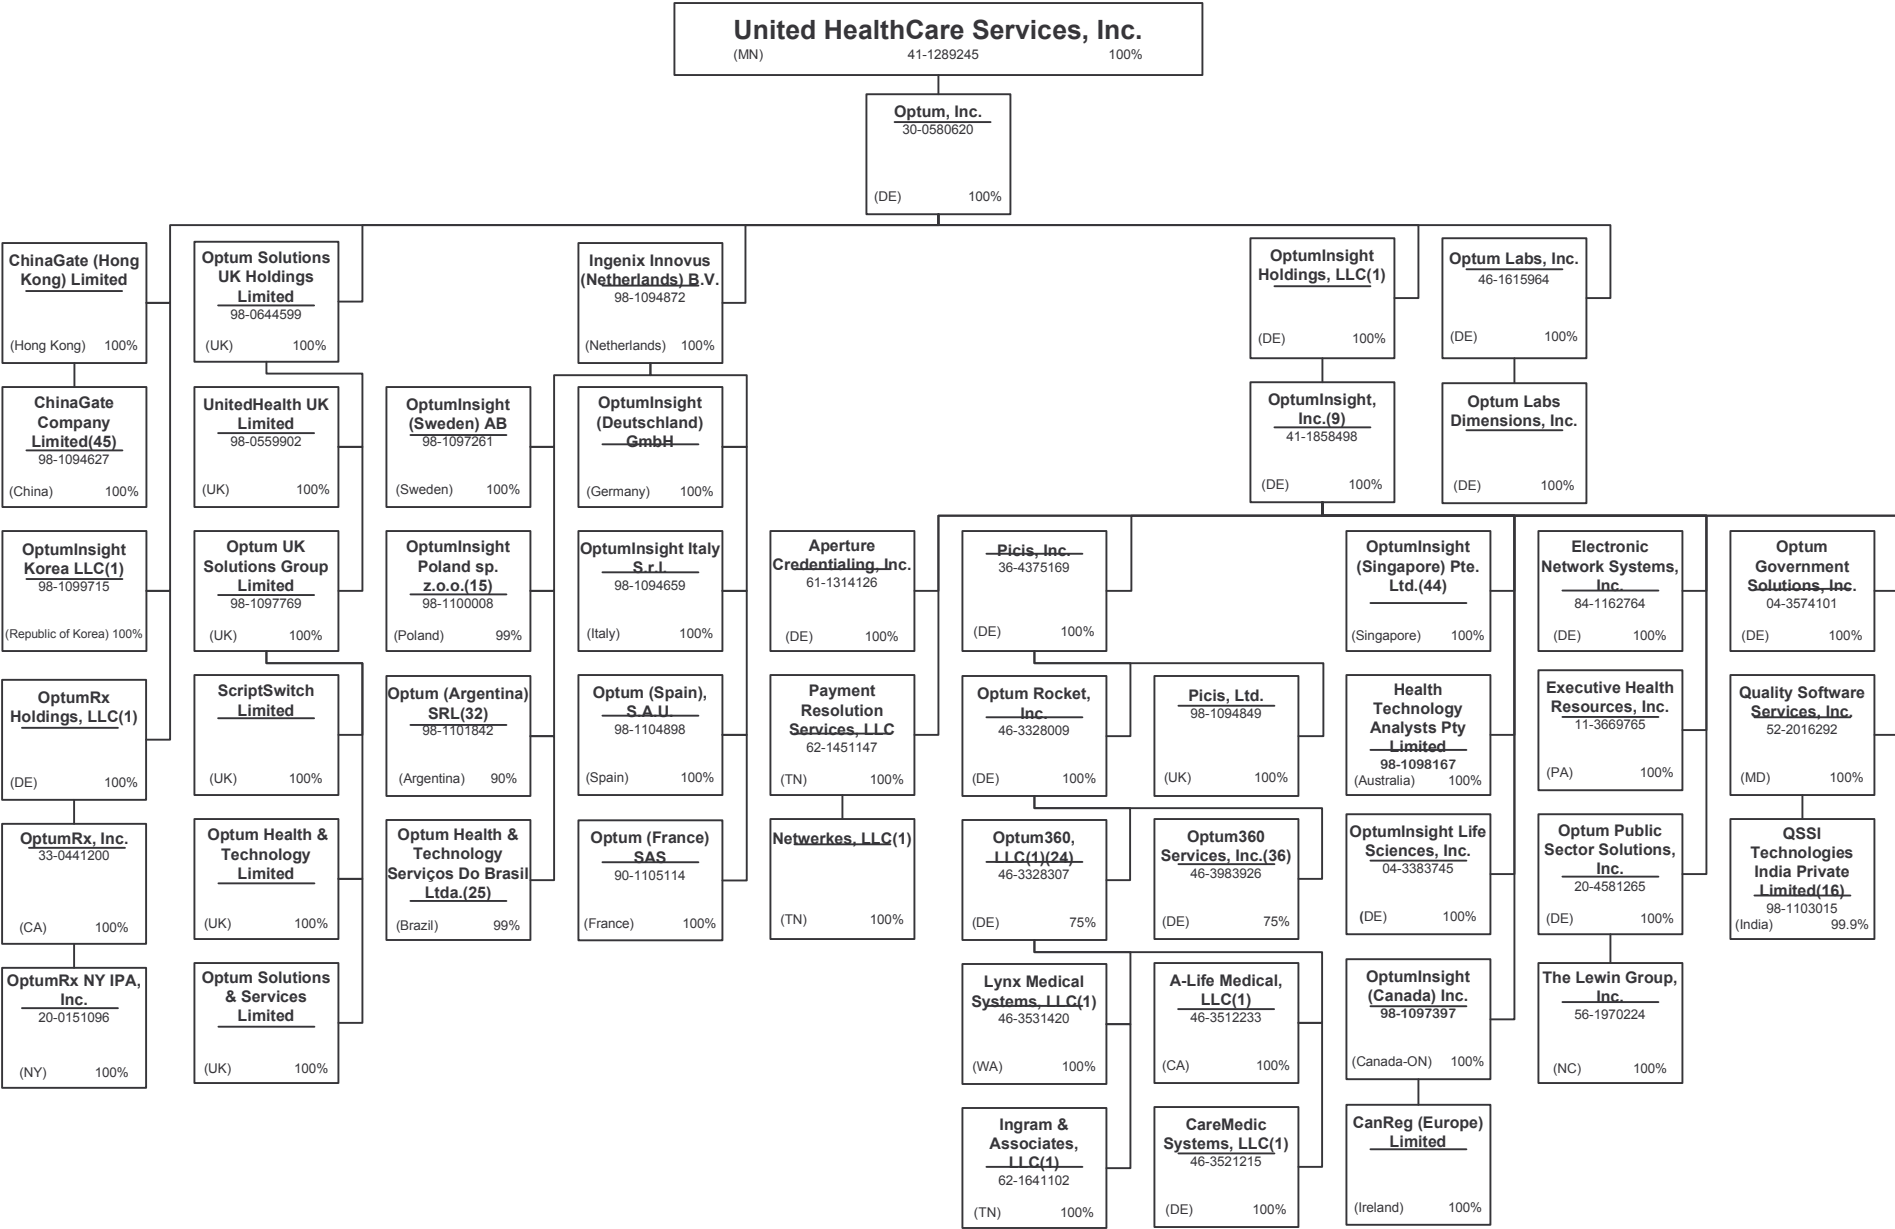 United HealthCare Services, Inc.
(MN) 41-1289245 100%
Optum, Inc.
30-0580620
(DE) 100%
ChinaGate (Hong
Kong) Limited
(Hong Kong) 100%
Optum Solutions
UK Holdings
Limited
98-0644599
(UK) 100%
Ingenix Innovus
(Netherlands) B.V.
98-1094872
(Netherlands) 100%
OptumInsight
Holdings, LLC(1)
(DE) 100%
Optum Labs, Inc.
46-1615964
(DE) 100%
ChinaGate
Company
Limited(45)
98-1094627
(China) 100%
UnitedHealth UK
Limited
98-0559902
(UK) 100%
OptumInsight
(Sweden) AB
98-1097261
(Sweden) 100%
OptumInsight
(Deutschland)
GmbH
(Germany) 100%
OptumInsight,
Inc.(9)
41-1858498
(DE) 100%
Optum Labs
Dimensions, Inc.
(DE) 100%
OptumInsight
Korea LLC(1)
98-1099715
(Republic of Korea) 100%
Optum UK
Solutions Group
Limited
98-1097769
(UK) 100%
OptumInsight
Poland sp.
z.o.o.(15)
98-1100008
(Poland) 99%
OptumInsight Italy
S.r.l.
98-1094659
(Italy) 100%
Aperture
Credentialing, Inc.
61-1314126
(DE) 100%
Picis, Inc.
36-4375169
(DE) 100%
OptumInsight
(Singapore) Pte.
Ltd.(44)
(Singapore) 100%
Electronic
Network Systems,
Inc.
84-1162764
(DE) 100%
Optum
Government
Solutions, Inc.
04-3574101
(DE) 100%
OptumRx
Holdings, LLC(1)
(DE) 100%
ScriptSwitch
Limited
(UK) 100%
Optum (Argentina)
SRL(32)
98-1101842
(Argentina) 90%
Optum (Spain),
S.A.U.
98-1104898
(Spain) 100%
Payment
Resolution
Services, LLC
62-1451147
(TN) 100%
Optum Rocket,
Inc.
46-3328009
(DE) 100%
Picis, Ltd.
98-1094849
(UK) 100%
Health
Technology
Analysts Pty
Limited
98-1098167
(Australia) 100%
Executive Health
Resources, Inc.
11-3669765
(PA) 100%
Quality Software
Services, Inc.
52-2016292
(MD) 100%
OptumRx, Inc.
33-0441200
(CA) 100%
Optum Health &
Technology
Limited
(UK) 100%
Optum Health &
Technology
Serviços Do Brasil
Ltda.(25)
(Brazil) 99%
Optum (France)
SAS
90-1105114
(France) 100%
Netwerkes, LLC(1)
(TN) 100%
Optum360,
LLC(1)(24)
46-3328307
(DE) 75%
Optum360
Services, Inc.(36)
46-3983926
(DE) 75%
OptumInsight Life
Sciences, Inc.
04-3383745
(DE) 100%
Optum Public
Sector Solutions,
Inc.
20-4581265
(DE) 100%
QSSI
Technologies
India Private
Limited(16)
98-1103015
(India) 99.9%
OptumRx NY IPA,
Inc.
20-0151096
(NY) 100%
Optum Solutions
& Services
Limited
(UK) 100%
Lynx Medical
Systems, LLC(1)
46-3531420
(WA) 100%
A-Life Medical,
LLC(1)
46-3512233
(CA) 100%
OptumInsight
(Canada) Inc.
98-1097397
(Canada-ON) 100%
The Lewin Group,
Inc.
56-1970224
(NC) 100%
Ingram &
Associates,
LLC(1)
62-1641102
(TN) 100%
CareMedic
Systems, LLC(1)
46-3521215
(DE) 100%
CanReg (Europe)
Limited
(Ireland) 100%